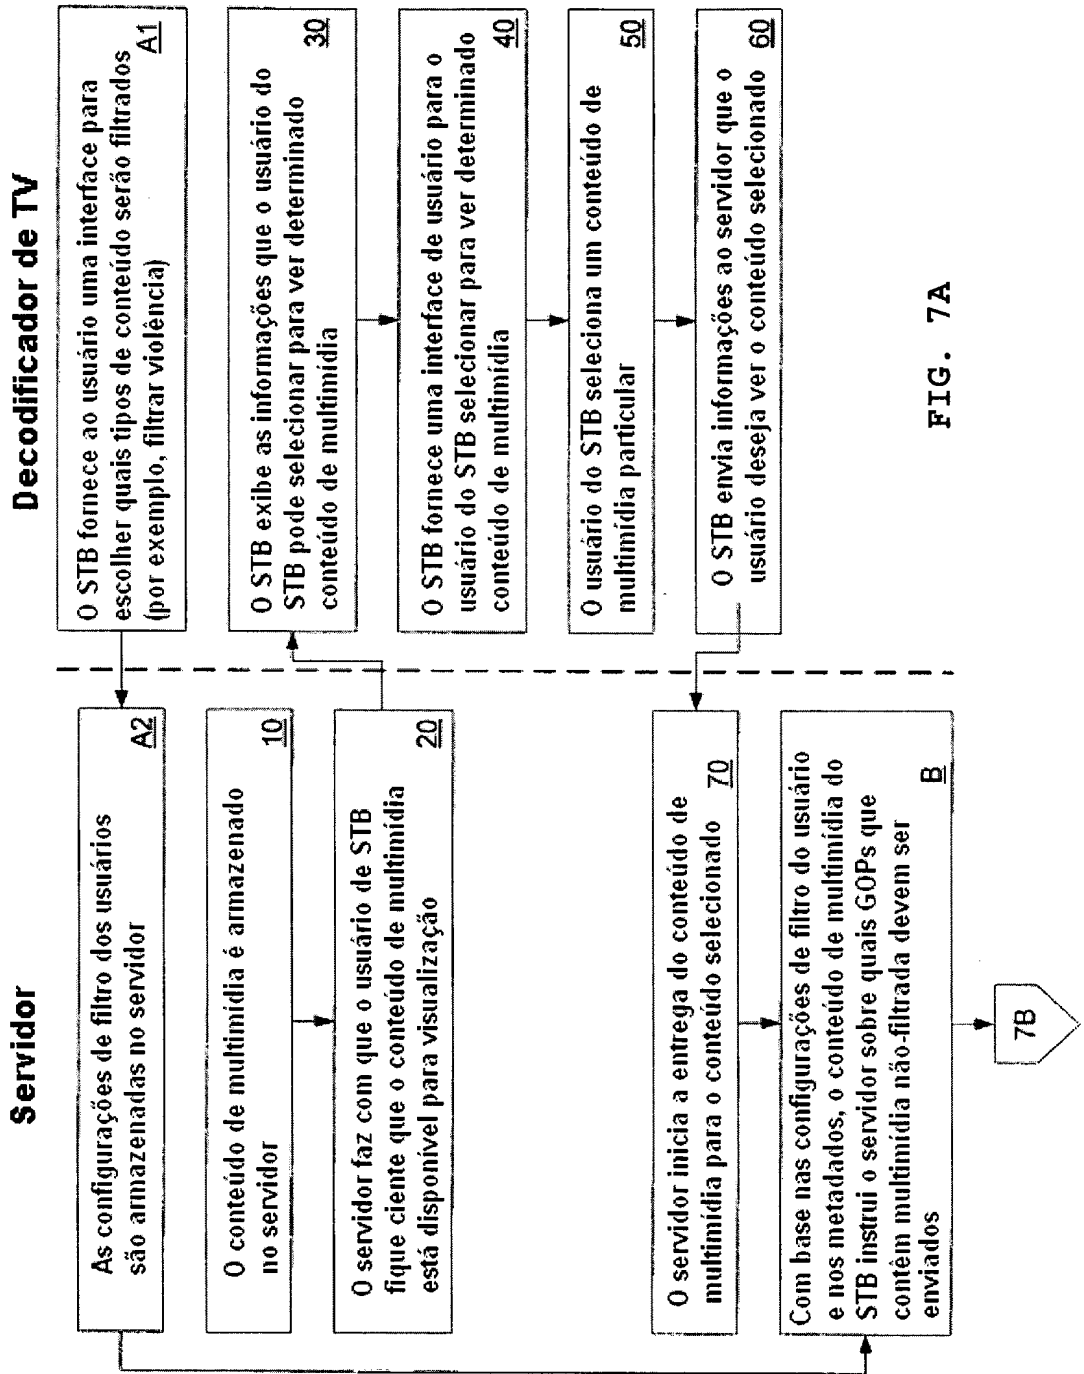 Servidor
Decodificador de TV
As configurações de filtro dos usuários
são armazenadas no servidor
A2
O STB fornece ao usuário uma interface para
escolher quais tipos de conteúdo serão filtrados
(por exemplo, filtrar violência)
A1
O conteúdo de multimídia é armazenado
no servidor
10
O servidor faz com que o usuário de STB
fique ciente que o conteúdo de multimídia
está disponível para visualização
20
O STB exibe as informações que o usuário do
STB pode selecionar para ver determinado
conteúdo de multimídia
30
O STB fornece uma interface de usuário para o
usuário do STB selecionar para ver determinado
conteúdo de multimídia
40
O usuário do STB seleciona um conteúdo de
multimídia particular
50
O STB envia informações ao servidor que o
usuário deseja ver o conteúdo selecionado
60
O servidor inicia a entrega do conteúdo de
multimídia para o conteúdo selecionado
70
Com base nas configurações de filtro do usuário
e nos metadados, o conteúdo de multimídia do
STB instrui o servidor sobre quais GOPs que
contêm multimídia não-filtrada devem ser
enviados
B
7B
FIG. 7A